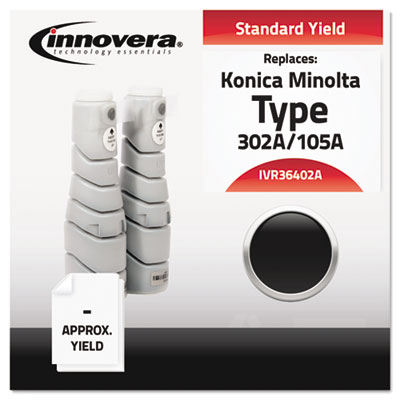 innovera®
technology essentials
Standard Yield
Replaces:
Konica Minolta
Type
302A/105A
IVR36402A
-
APPROX.
YIELD